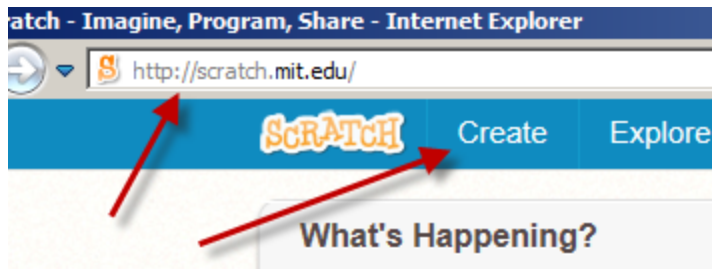 ratch - Imagine, Program, Share - Internet Explorer
http://scratch.mit.edu/
SCRATCH Create Explore
What's Happening?